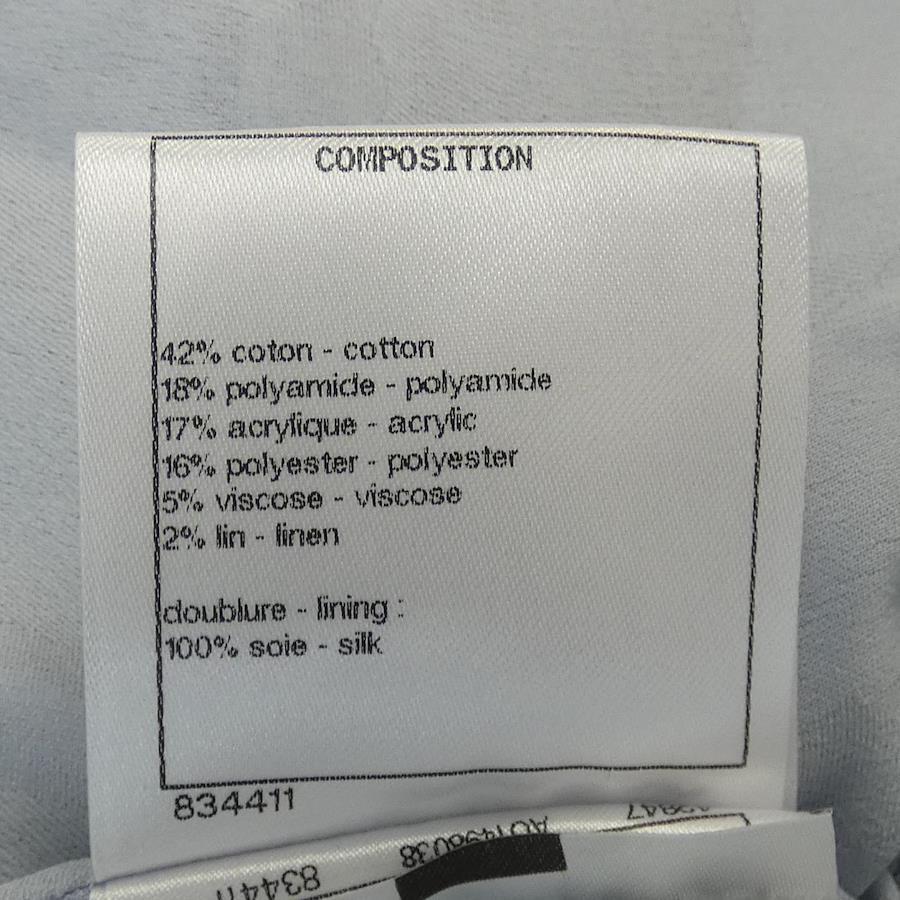 COMPOSITION
42% coton - cotton
18% polyamide - polyamide
17% acrylique - acrylic
16% polyester - polyester
5% viscose - viscose
2% lin - linen
doublure - lining :
100% soie - silk
834411
834411